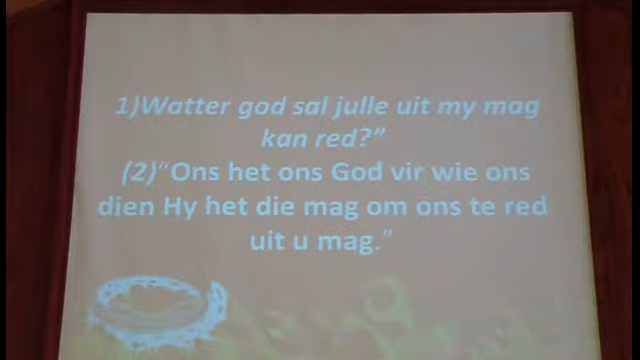 1)Watter god sal julle uit my mag
kan red?”
(2)“Ons het ons God vir wie ons
dien Hy het die mag om ons te red
uit u mag.”